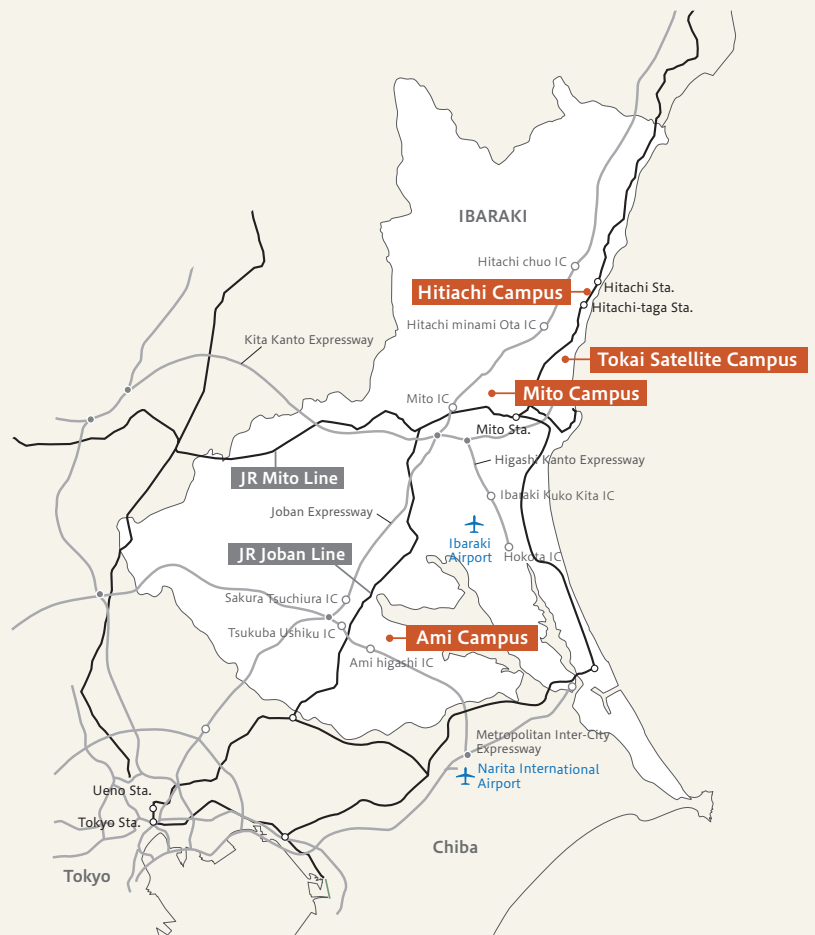 IBARAKI
Hitachi chuo IC
Hitiachi Campus
Hitachi Sta.
Hitachi-taga Sta.
Hitachi minami Ota IC
Kita Kanto Expressway
Tokai Satellite Campus
Mito Campus
Mito IC
Mito Sta.
Higashi Kanto Expressway
JR Mito Line
Ibaraki Kuko Kita IC
Joban Expressway
Ibaraki
Airport
Hokota IC
JR Joban Line
Sakura Tsuchiura IC
Tsukuba Ushiku IC
Ami Campus
Ami higashi IC
Metropolitan Inter-City
Expressway
Narita International
Airport
Ueno Sta.
Tokyo Sta.
Chiba
Tokyo